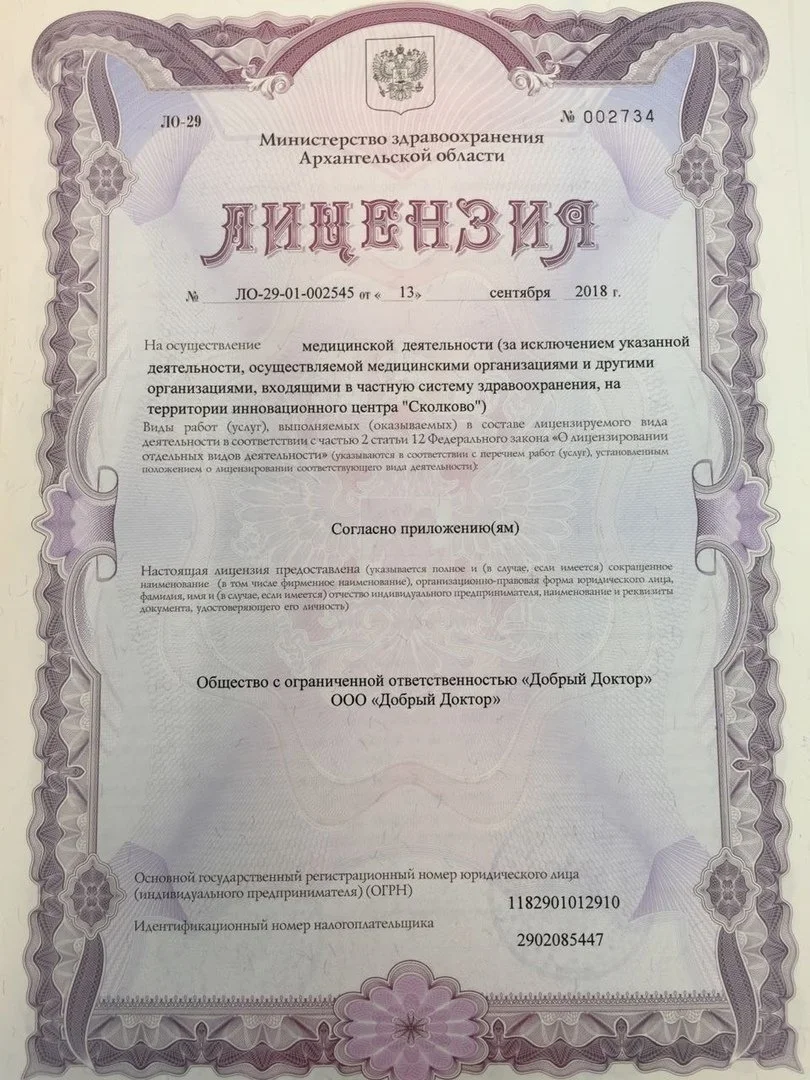 ЛО-29
№ 002734
Министерство здравоохранения
Архангельской области
ЛИЦЕНЗИЯ
№ ЛО-29-01-002545 от « 13 » сентября 2018 г.
На осуществление медицинской деятельности (за исключением указанной
деятельности, осуществляемой медицинскими организациями и другими
организациями, входящими в частную систему здравоохранения, на
территории инновационного центра "Сколково")
Виды работ (услуг), выполняемых (оказываемых) в составе лицензируемого вида
деятельности в соответствии с частью 2 статьи 12 Федерального закона «О лицензировании
отдельных видов деятельности» (указываются в соответствии с перечнем работ (услуг), установленным
положением о лицензировании соответствующего вида деятельности):
Согласно приложению(ям)
Настоящая лицензия предоставлена (указывается полное и (в случае, если имеется) сокращенное
наименование (в том числе фирменное наименование), организационно-правовая форма юридического лица,
фамилия, имя и (в случае, если имеется) отчество индивидуального предпринимателя, наименование и реквизиты
документа, удостоверяющего его личность)
Общество с ограниченной ответственностью «Добрый Доктор»
ООО «Добрый Доктор»
Основной государственный регистрационный номер юридического лица
(индивидуального предпринимателя) (ОГРН)
1182901012910
Идентификационный номер налогоплательщика
2902085447